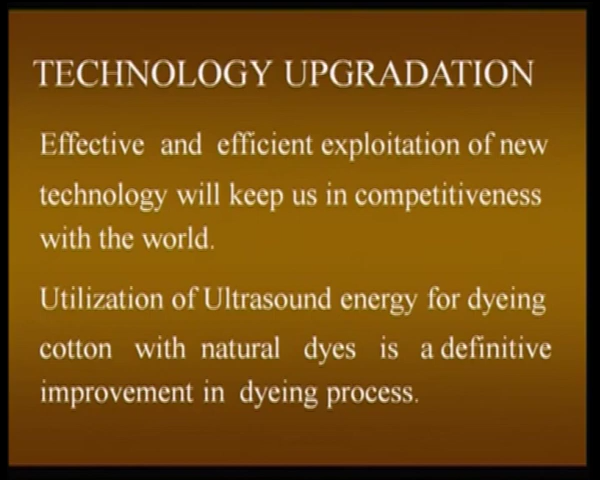 TECHNOLOGY UPGRADATION
Effective and efficient exploitation of new
technology will keep us in competitiveness
with the world.
Utilization of Ultrasound energy for dyeing
cotton with natural dyes is a definitive
improvement in dyeing process.